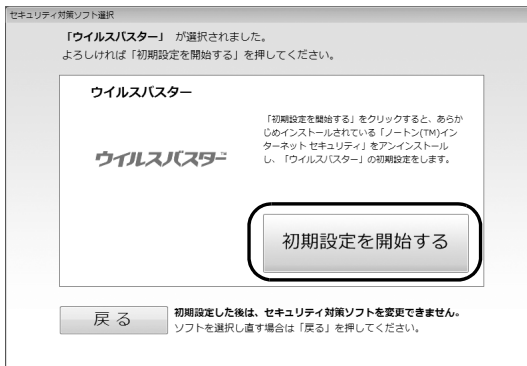 セキュリティ対策ソフト選択
「ウイルスバスター」 が選択されました。
よろしければ「初期設定を開始する」を押してください。
ウイルスバスター
「初期設定を開始する」をクリックすると、あらか
じめインストールされている「ノートン(TM)イン
ターネット セキュリティ」をアンインストール
し、「ウイルスバスター」の初期設定をします。
ウイルスバスター™
初期設定を開始する
戻る
初期設定した後は、セキュリティ対策ソフトを変更できません。
ソフトを選択し直す場合は「戻る」を押してください。